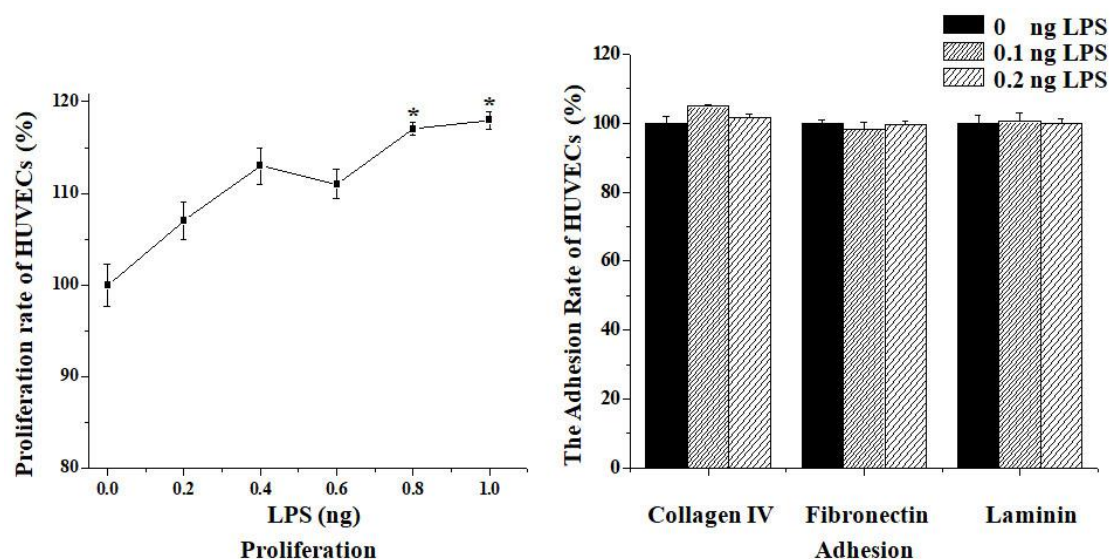 Proliferation rate of HUVECs (%)
120
110
100
90
80
*
*
0.0 0.2 0.4 0.6 0.8 1.0
LPS (ng)
Proliferation
0 ng LPS
0.1 ng LPS
0.2 ng LPS
The Adhesion Rate of HUVECs (%)
120
100
80
60
40
20
0
Collagen IV Fibronectin Laminin
Adhesion